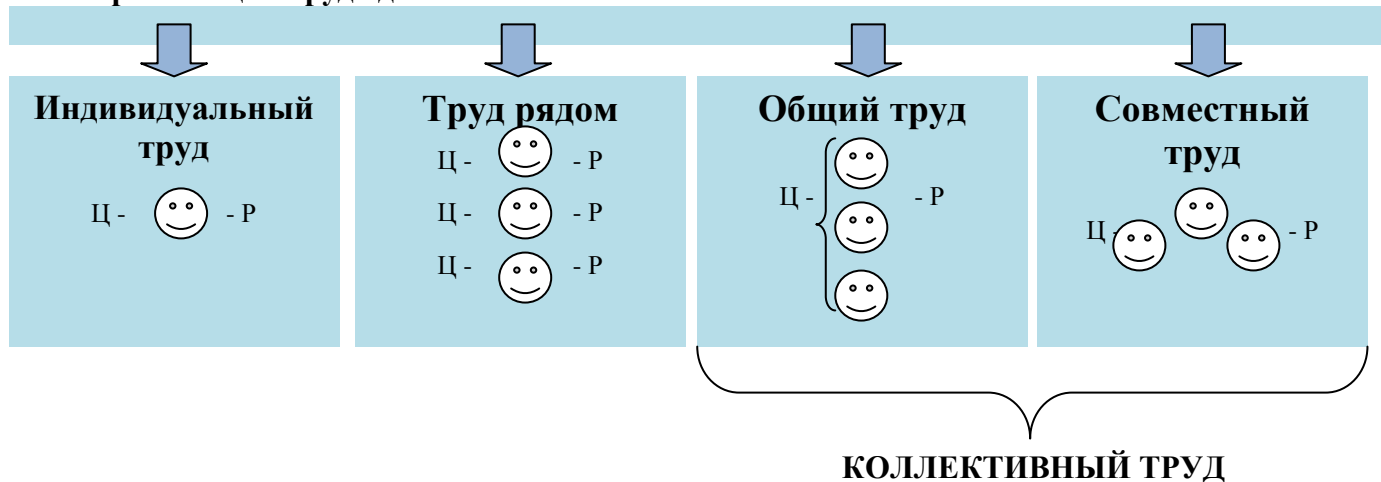 Индивидуальный
труд
Ц - - Р
Труд рядом
Ц - - Р
Ц - - Р
Ц - - Р
Общий труд
Ц - - Р
Совместный
труд
Ц - - Р
КОЛЛЕКТИВНЫЙ ТРУД